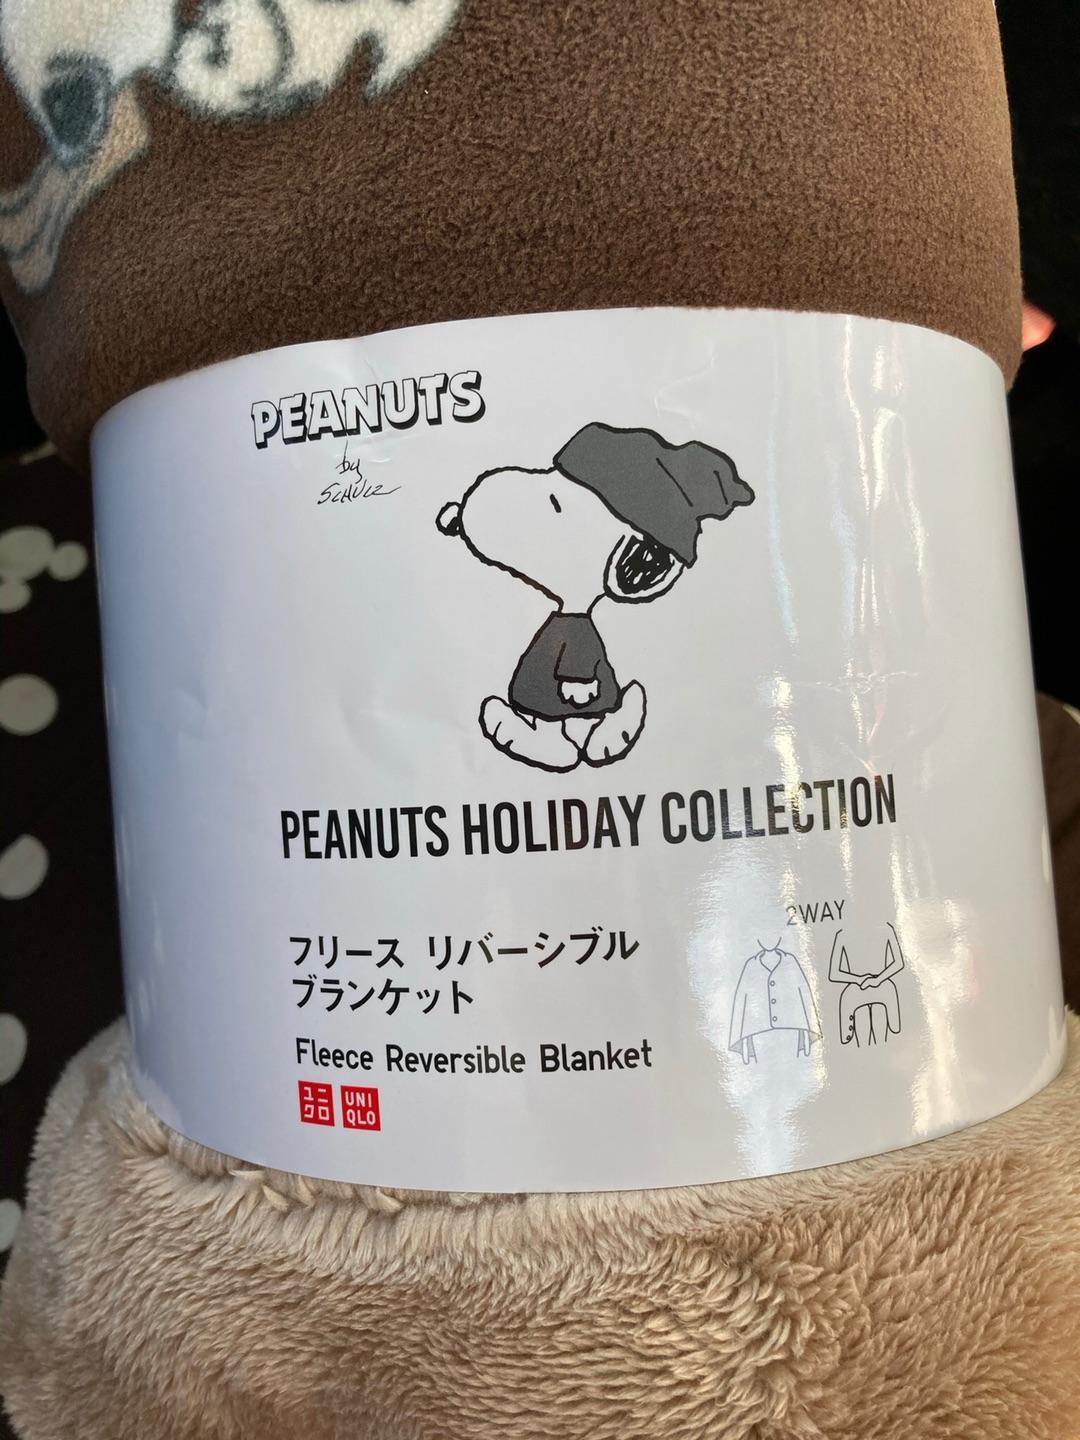 PEANUTS
by
SCHULZ
PEANUTS HOLIDAY COLLECTION
2WAY
フリース リバーシブル
ブランケット
Fleece Reversible Blanket
ユニ
クロ
UNI
QLO